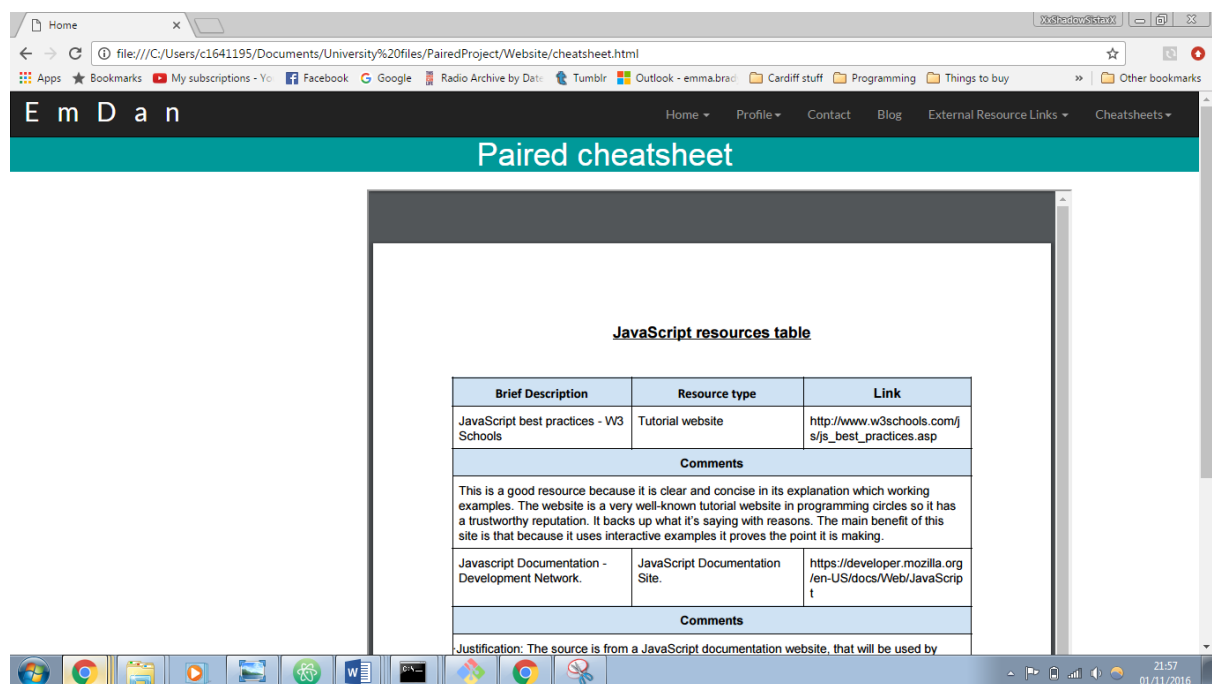 Home
XxShadowSistaxX
file:///C:/Users/c1641195/Documents/University%20files/PairedProject/Website/cheatsheet.html
Apps Bookmarks My subscriptions - Yo Facebook Google Radio Archive by Date Tumblr Outlook - emma.brad Cardiff stuff Programming Things to buy » Other bookmarks
E m D a n Home Profile Contact Blog External Resource Links Cheatsheets
Paired cheatsheet
JavaScript resources table
Brief Description Resource type Link
JavaScript best practices - W3 Tutorial website http://www.w3schools.com/j
Schools s/js_best_practices.asp
Comments
This is a good resource because it is clear and concise in its explanation which working
examples. The website is a very well-known tutorial website in programming circles so it has
a trustworthy reputation. It backs up what it's saying with reasons. The main benefit of this
site is that because it uses interactive examples it proves the point it is making.
Javascript Documentation - JavaScript Documentation https://developer.mozilla.org
Development Network. Site. /en-US/docs/Web/JavaScrip
t
Comments
Justification: The source is from a JavaScript documentation website, that will be used by
21:57
01/11/2016